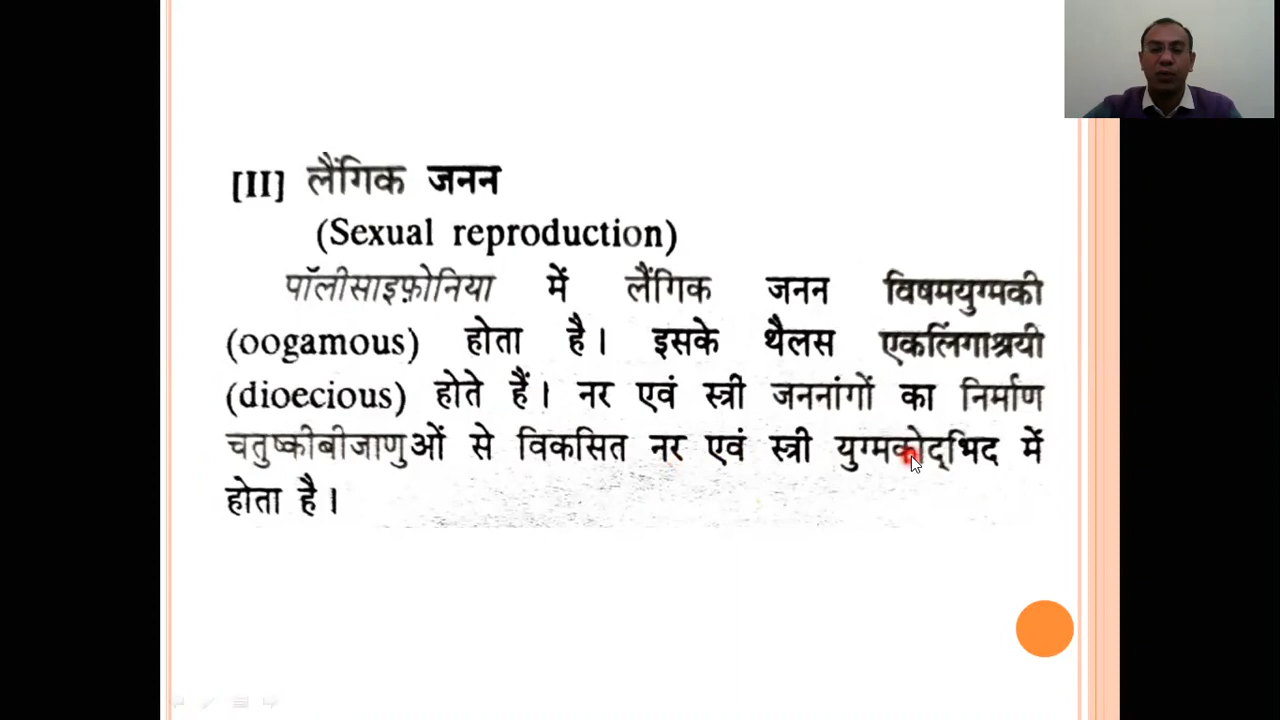 [II] लैंगिक जनन
(Sexual reproduction)
पॉलीसाइफ़ोनिया में लैंगिक जनन विषमयुग्मकी
(oogamous) होता है। इसके थैलस एकलिंगाश्रयी
(dioecious) होते हैं। नर एवं स्त्री जननांगों का निर्माण
चतुष्कीबीजाणुओं से विकसित नर एवं स्त्री युग्मकोद्‌भिद में
होता है।